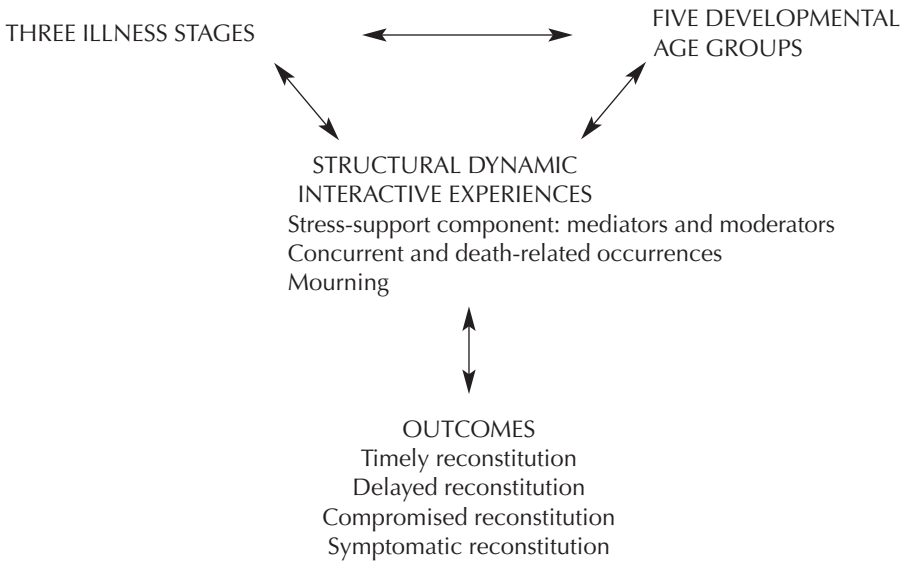 THREE ILLNESS STAGES
FIVE DEVELOPMENTAL
AGE GROUPS
STRUCTURAL DYNAMIC
INTERACTIVE EXPERIENCES
Stress-support component: mediators and moderators
Concurrent and death-related occurrences
Mourning
OUTCOMES
Timely reconstitution
Delayed reconstitution
Compromised reconstitution
Symptomatic reconstitution